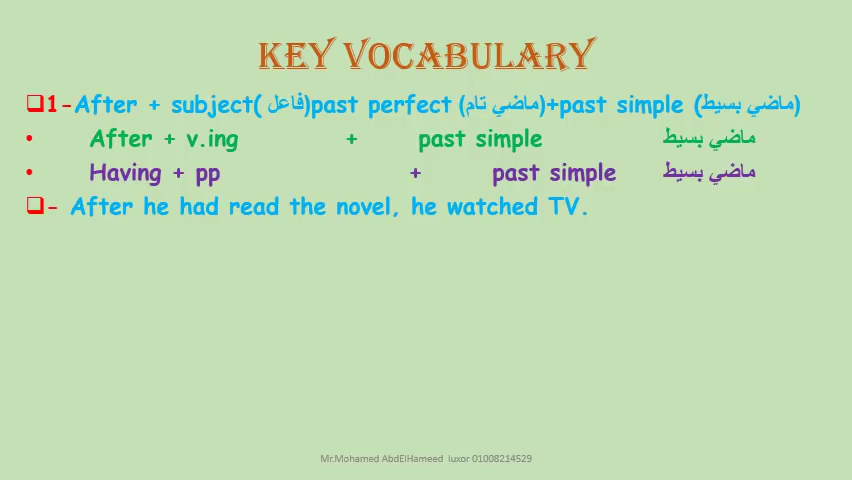 KEY VOCABULARY
❑1-After + subject( فاعل)past perfect (ماضي تام)+past simple (ماضي بسيط)
• After + v.ing + past simple ماضي بسيط
• Having + pp + past simple ماضي بسيط
❑- After he had read the novel, he watched TV.
Mr.Mohamed AbdElHameed luxor 01008214529